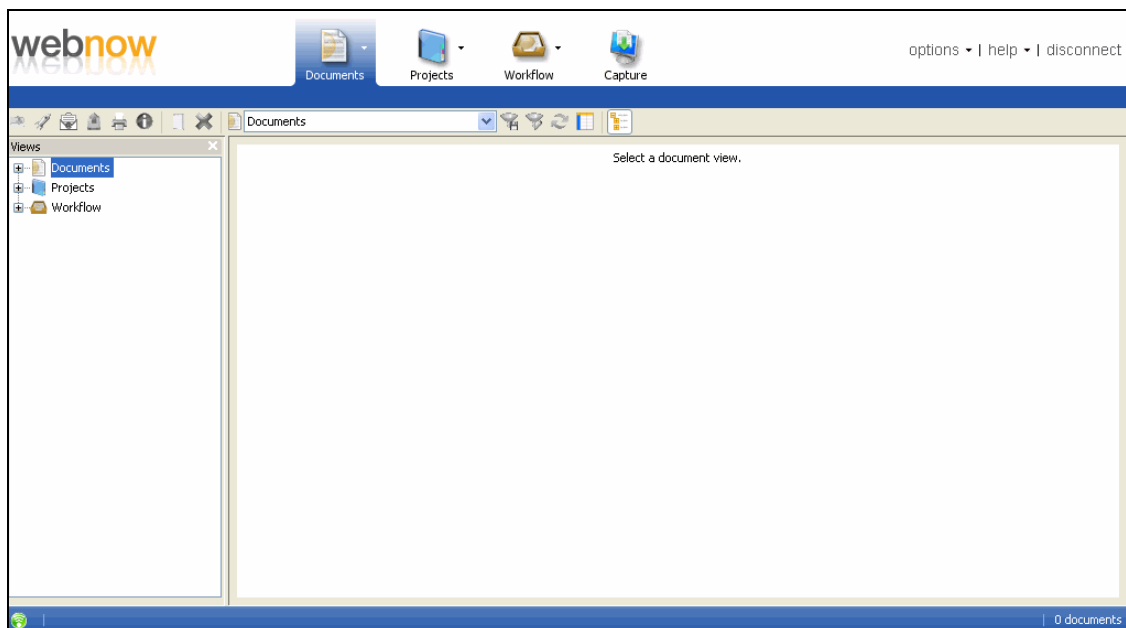 webnow
Documents Projects Workflow Capture
options | help | disconnect
Documents
Views
Documents
Projects
Workflow
Select a document view.
0 documents